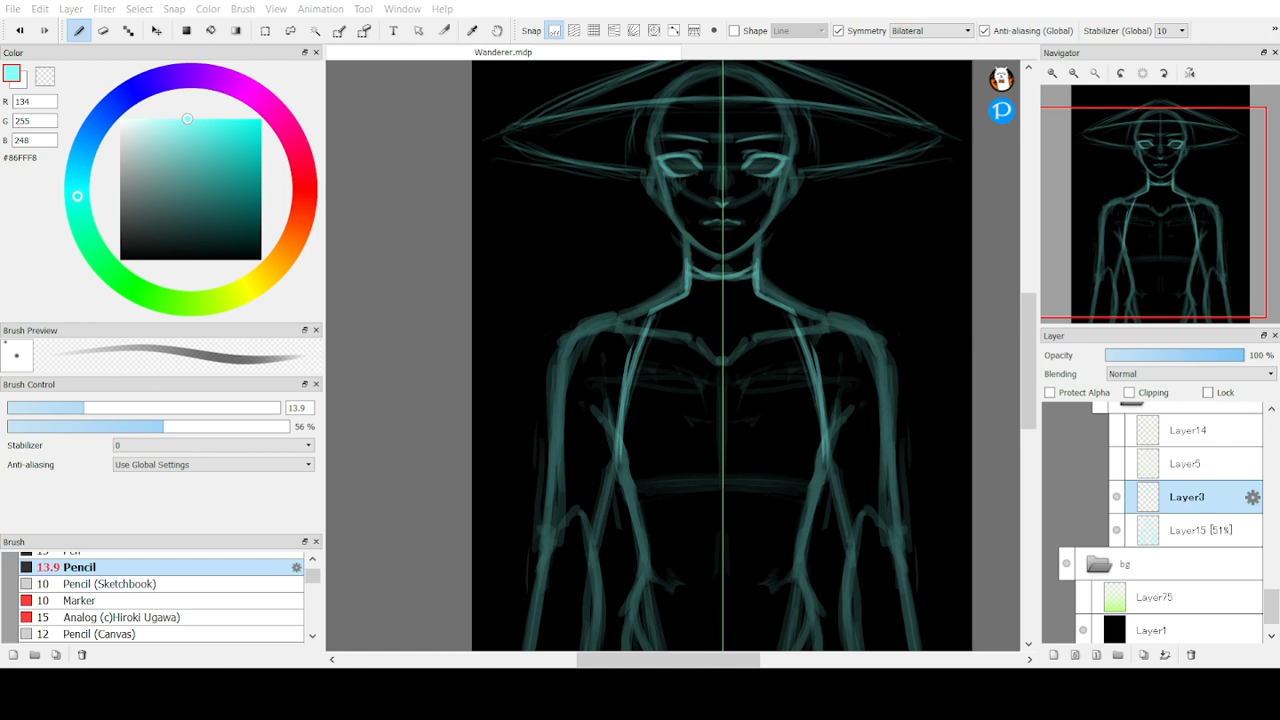 File Edit Layer Filter Select Snap Color Brush View Animation Tool Window Help
Snap Shape Line Symmetry Bilateral Anti-aliasing (Global) Stabilizer (Global) 10 »
Color
Wanderer.mdp
Navigator
R 134
G 255
B 248
#86FFF8
Brush Preview
Brush Control
13.9
56 %
Stabilizer 0
Anti-aliasing Use Global Settings
Brush
15 Pen
13.9 Pencil
10 Pencil (Sketchbook)
10 Marker
15 Analog (c)Hiroki Ugawa)
12 Pencil (Canvas)
Layer
Opacity 100 %
Blending Normal
Protect Alpha Clipping Lock
Layer14
Layer5
Layer3
Layer15 [51%]
bg
Layer75
Layer1